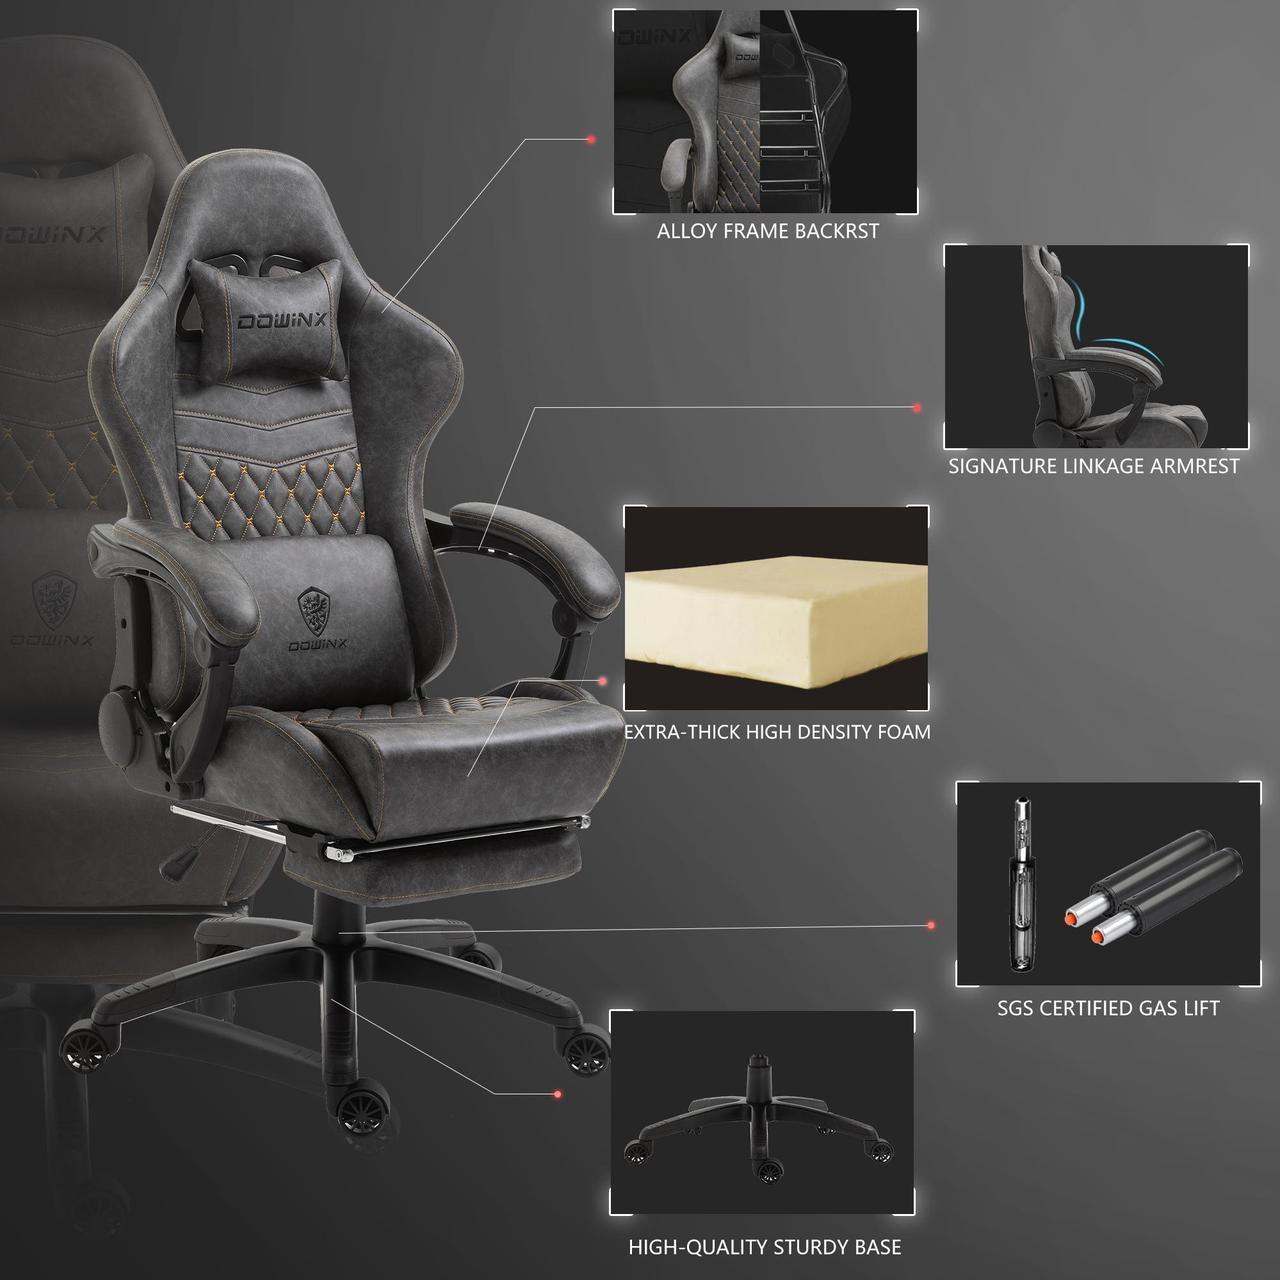 DOWINX
DOWINX
ALLOY FRAME BACKRST
DOWINX
SIGNATURE LINKAGE ARMREST
DOWINX
DOWINX
EXTRA-THICK HIGH DENSITY FOAM
SGS CERTIFIED GAS LIFT
HIGH-QUALITY STURDY BASE